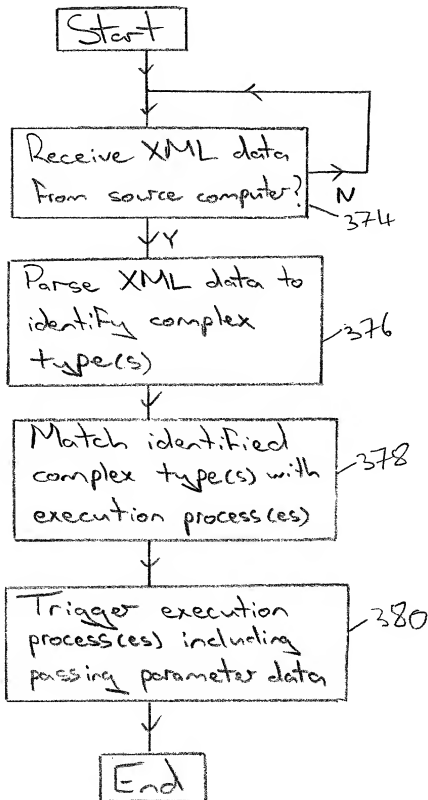 Start
Receive XML data
from source computer?
N
374
Y
Parse XML data to
identify complex
type(s)
376
Match identified
complex type(s) with
execution process(es)
378
Trigger execution
process(es) including
passing parameter data
380
End